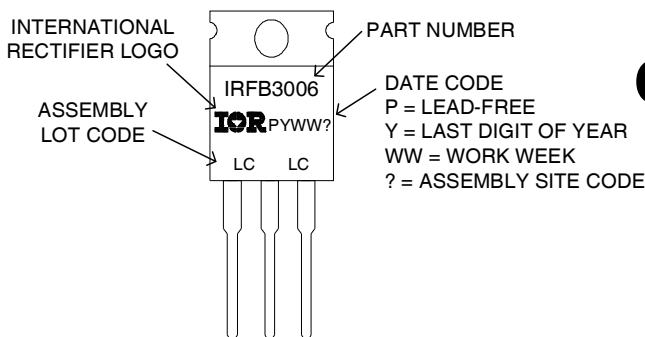 INTERNATIONAL
RECTIFIER LOGO
PART NUMBER
IRFB3006
ASSEMBLY
LOT CODE
IOR PYWW?
LC LC
DATE CODE
P = LEAD-FREE
Y = LAST DIGIT OF YEAR
WW = WORK WEEK
? = ASSEMBLY SITE CODE